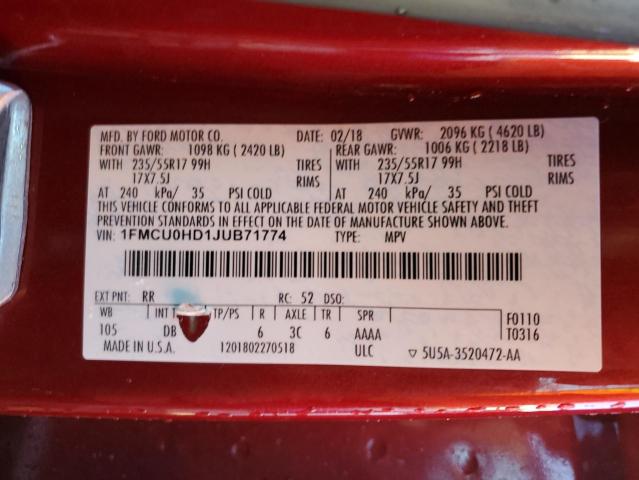 MFD. BY FORD MOTOR CO. DATE: 02/18 GVWR: 2096 KG ( 4620 LB)
FRONT GAWR: 1098 KG ( 2420 LB) REAR GAWR: 1006 KG ( 2218 LB)
WITH 235/55R17 99H TIRES WITH 235/55R17 99H TIRES
17X7.5J RIMS 17X7.5J RIMS
AT 240 kPa/ 35 PSI COLD AT 240 kPa/ 35 PSI COLD
THIS VEHICLE CONFORMS TO ALL APPLICABLE FEDERAL MOTOR VEHICLE SAFETY AND THEFT
PREVENTION STANDARDS IN EFFECT ON THE DATE OF MANUFACTURE SHOWN ABOVE.
VIN: 1FMCU0HD1JUB71774 TYPE: MPV
EXT PNT: RR RC: 52 DSO:
WB INT TP/PS R AXLE TR SPR F0110
105 DB 6 3C 6 AAAA T0316
MADE IN U.S.A. 1201802270518 ULC ▽ 5U5A-3520472-AA